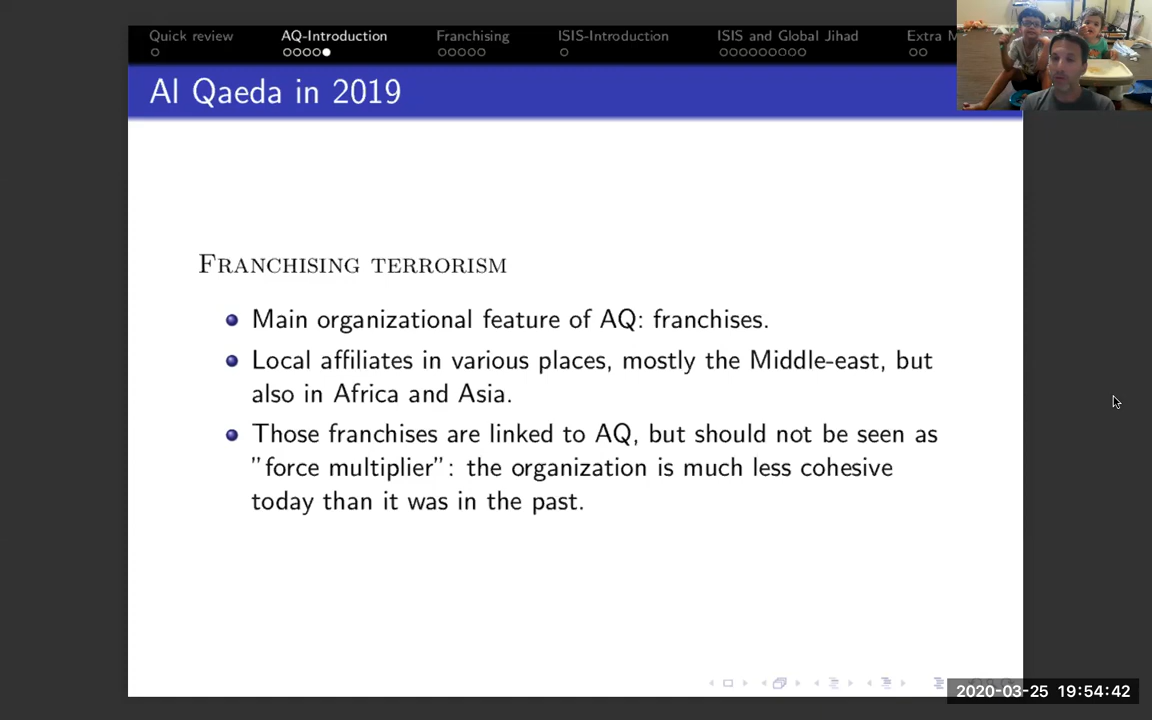 Quick review AQ-Introduction Franchising ISIS-Introduction ISIS and Global Jihad Extra
Al Qaeda in 2019
Franchising terrorism
Main organizational feature of AQ: franchises.
Local affiliates in various places, mostly the Middle-east, but
also in Africa and Asia.
Those franchises are linked to AQ, but should not be seen as
"force multiplier": the organization is much less cohesive
today than it was in the past.
2020-03-25 19:54:42